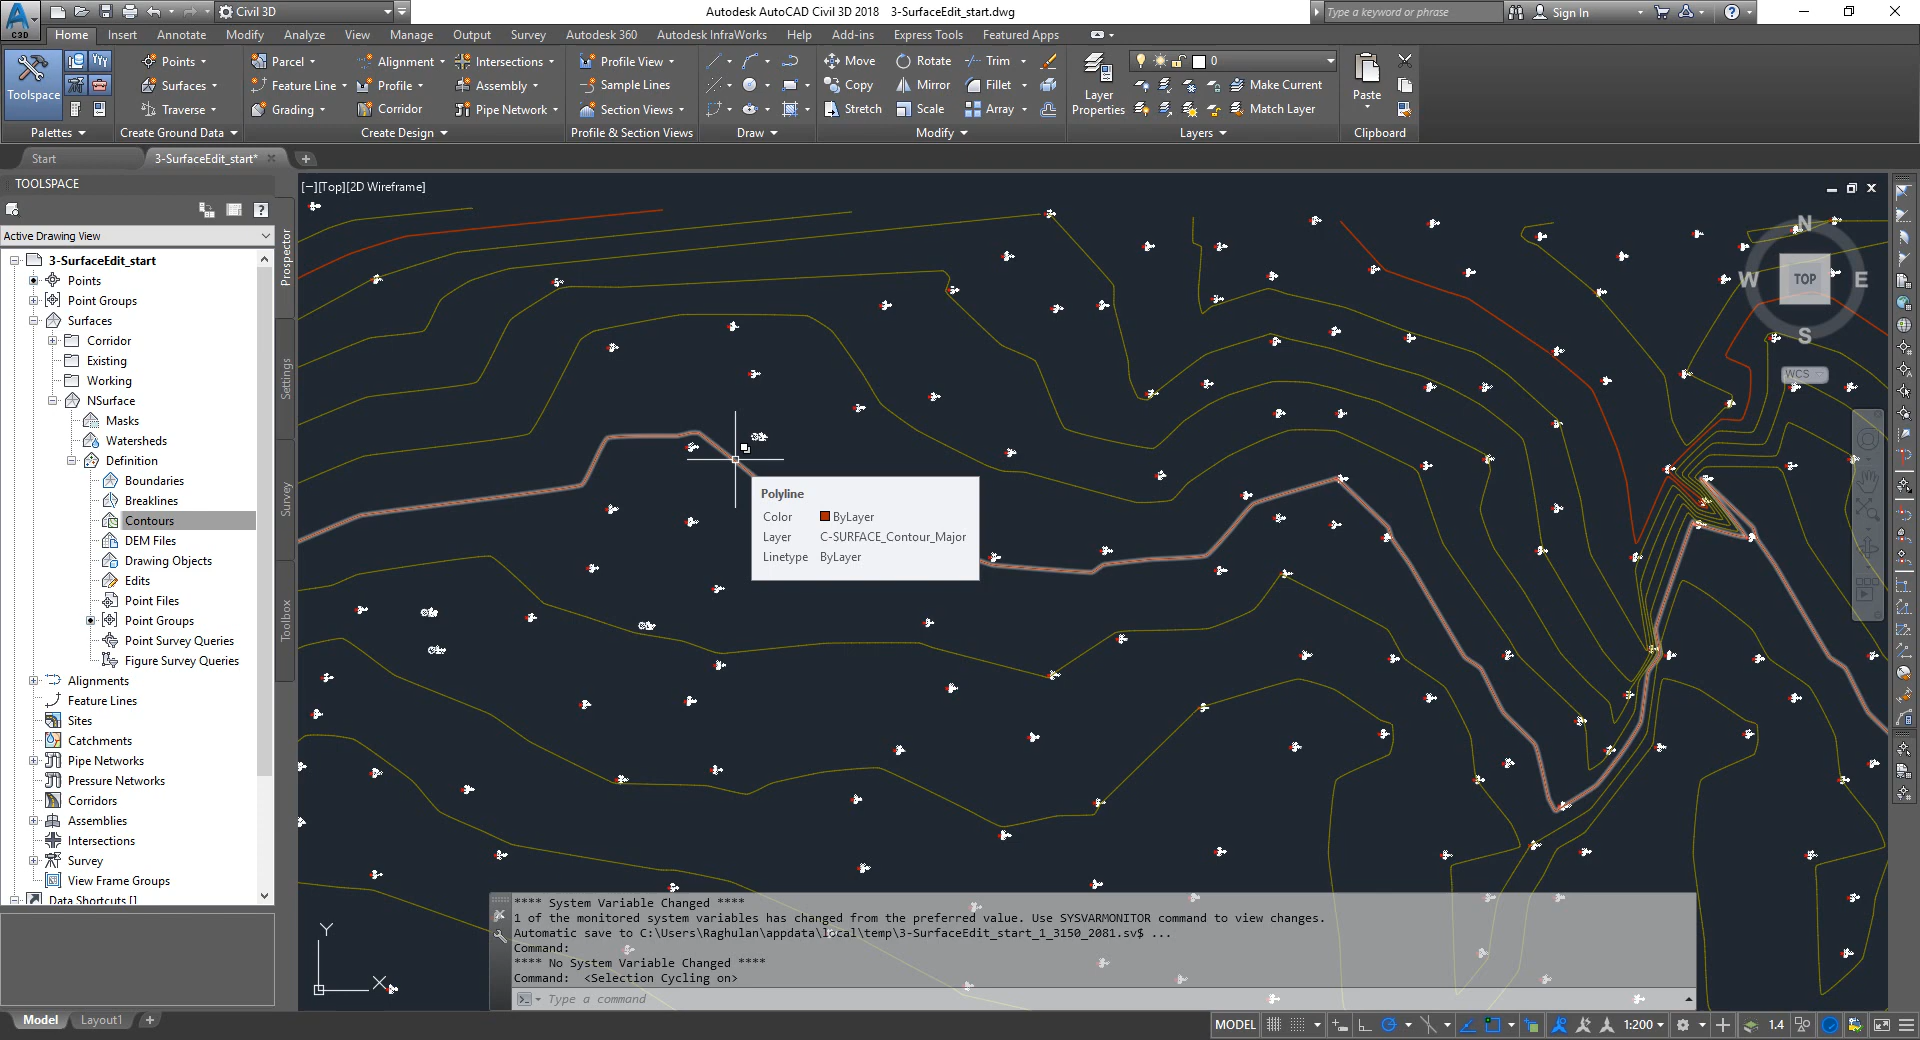 Civil 3D
Autodesk AutoCAD Civil 3D 2018 3-SurfaceEdit_start.dwg
Type a keyword or phrase
Sign In
C3D
Home Insert Annotate Analyze View Manage Output Survey Autodesk 360 Autodesk InfraWorks Help Add-ins Express Tools Featured Apps
Toolspace
Palettes
Points
Surfaces
Traverse
Create Ground Data
Parcel
Feature Line
Grading
Alignment
Profile
Corridor
Intersections
Assembly
Pipe Network
Create Design
Profile View
Sample Lines
Section Views
Profile & Section Views
Draw
Move
Copy
Stretch
Rotate
Mirror
Scale
Trim
Fillet
Array
Modify
Layer
Properties
0
Make Current
Match Layer
Layers
Paste
Clipboard
Start
3-SurfaceEdit_start*
TOOLSPACE
Active Drawing View
3-SurfaceEdit_start
Points
Point Groups
Surfaces
Corridor
Existing
Working
NSurface
Masks
Watersheds
Definition
Boundaries
Breaklines
Contours
DEM Files
Drawing Objects
Edits
Point Files
Point Groups
Point Survey Queries
Figure Survey Queries
Alignments
Feature Lines
Sites
Catchments
Pipe Networks
Pressure Networks
Corridors
Assemblies
Intersections
Survey
View Frame Groups
Data Shortcuts []
Prospector
Settings
Survey
Toolbox
[−][Top][2D Wireframe]
N
W
TOP
E
S
WCS
Polyline
Color ByLayer
Layer C-SURFACE_Contour_Major
Linetype ByLayer
Y
X
**** System Variable Changed ****
1 of the monitored system variables has changed from the preferred value. Use SYSVARMONITOR command to view changes.
Automatic save to C:\Users\Raghulan\appdata\local\temp\3-SurfaceEdit_start_1_3150_2081.sv$ ...
Command:
**** No System Variable Changed ****
Command: <Selection Cycling on>
Type a command
Model Layout1
MODEL
1:200
1.4